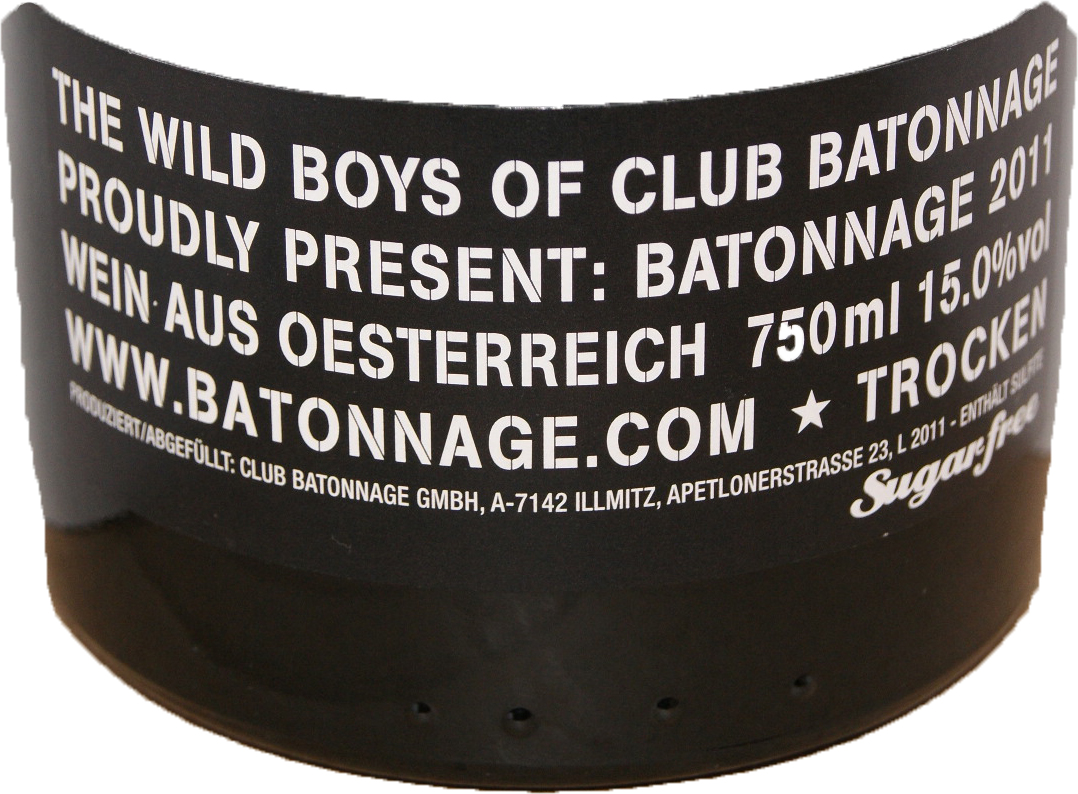 THE WILD BOYS OF CLUB BATONNAGE
PROUDLY PRESENT: BATONNAGE 2011
WEIN AUS OESTERREICH 750ml 15.0%vol
WWW.BATONNAGE.COM ★ TROCKEN
PRODUZIERT/ABGEFÜLLT: CLUB BATONNAGE GMBH, A-7142 ILLMITZ, APETLONERSTRASSE 23, L 2011 - ENTHÄLT SULFITE
Sugarfree